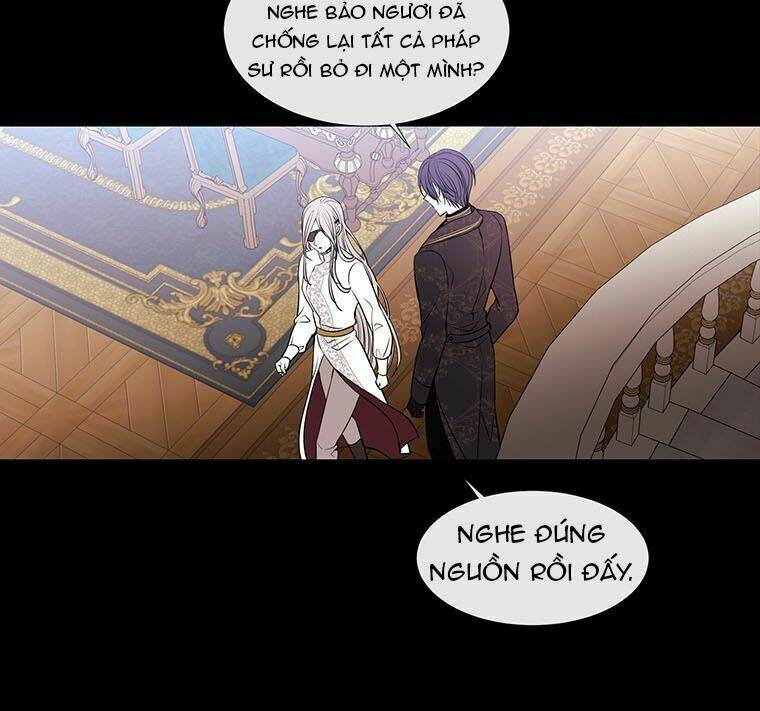 NGHE BẢO NGƯƠI ĐÃ
CHỐNG LẠI TẤT CẢ PHÁP
SƯ RỒI BỎ ĐI MỘT MÌNH?
NGHE ĐÚNG
NGUỒN RỒI ĐẤY.